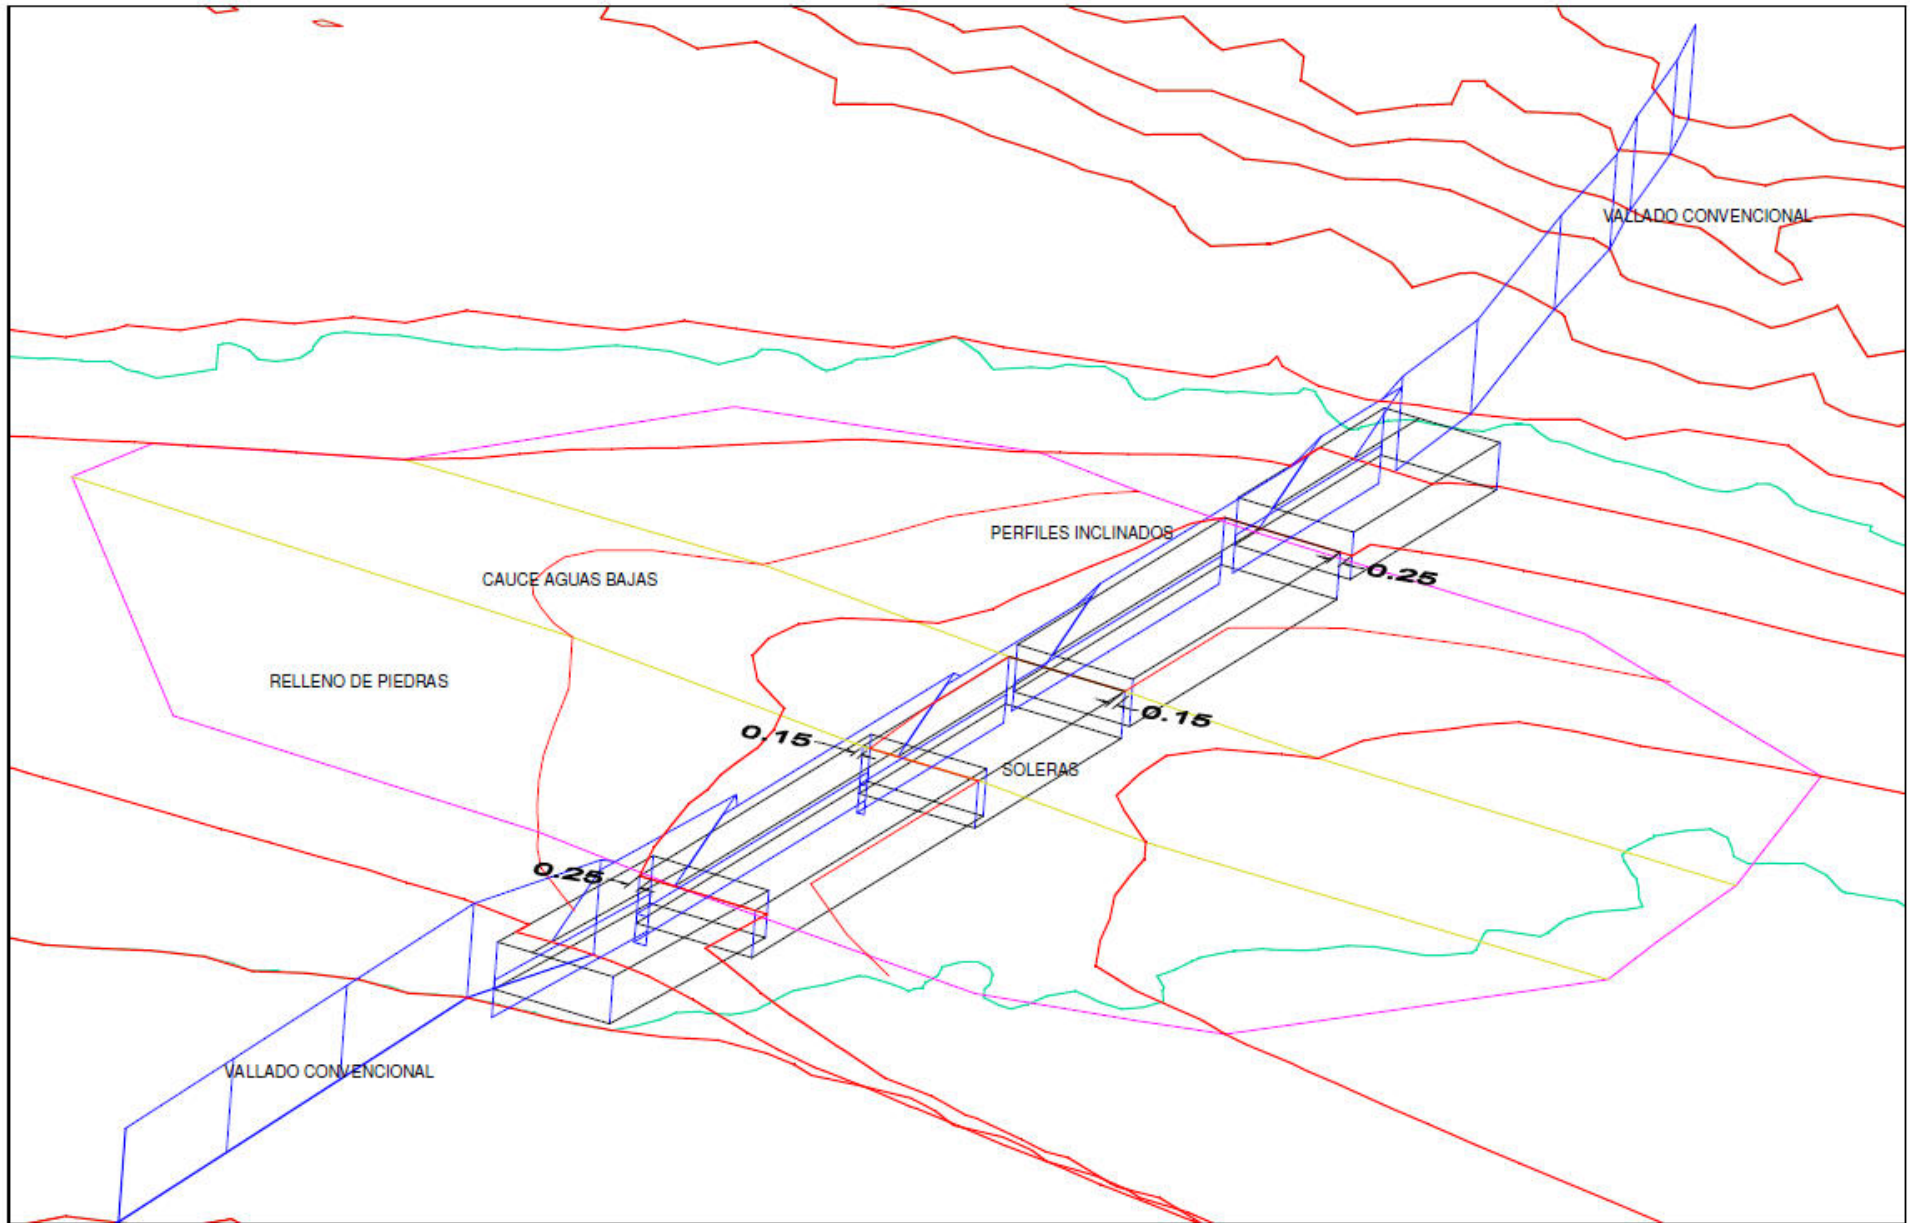 VALLADO CONVENCIONAL
PERFILES INCLINADOS
CAUCE AGUAS BAJAS
0.25
RELLENO DE PIEDRAS
0.15
0.15
SOLERAS
0.25
VALLADO CONVENCIONAL